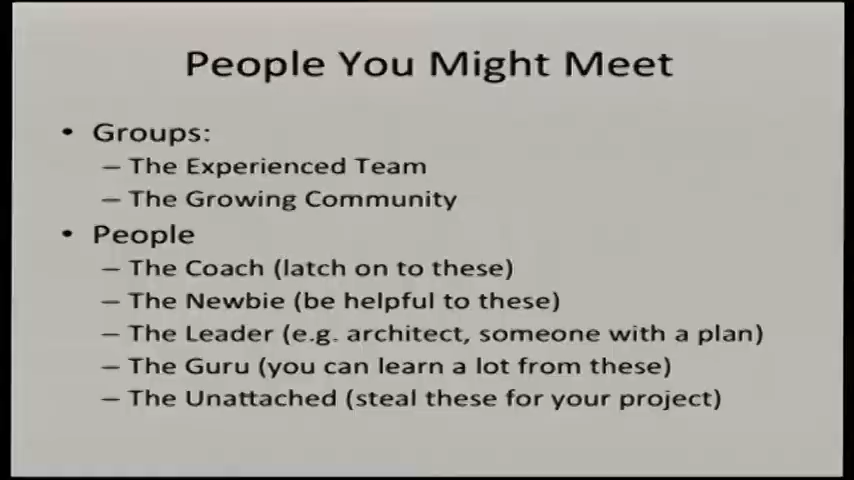 People You Might Meet
• Groups:
– The Experienced Team
– The Growing Community
• People
– The Coach (latch on to these)
– The Newbie (be helpful to these)
– The Leader (e.g. architect, someone with a plan)
– The Guru (you can learn a lot from these)
– The Unattached (steal these for your project)